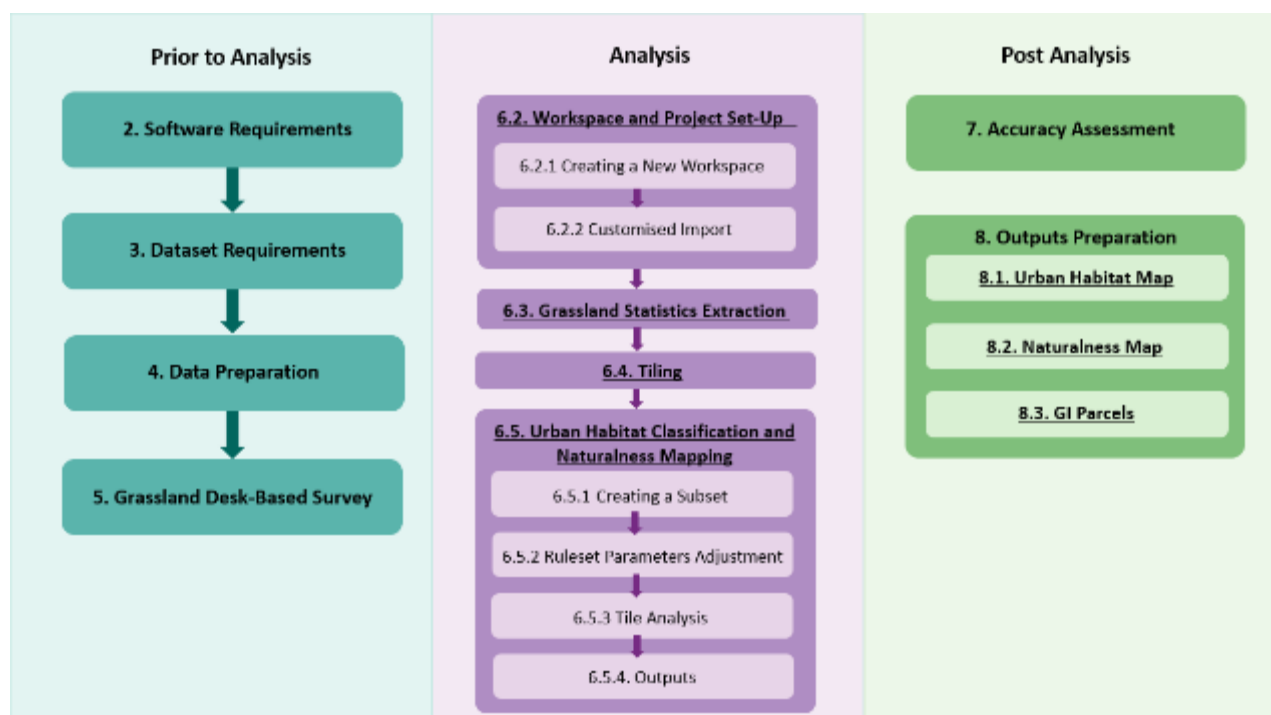 Prior to Analysis
2. Software Requirements
3. Dataset Requirements
4. Data Preparation
5. Grassland Desk-Based Survey
Analysis
6.2. Workspace and Project Set-Up
6.2.1 Creating a New Workspace
6.2.2 Customised Import
6.3. Grassland Statistics Extraction
6.4. Tiling
6.5. Urban Habitat Classification and
Naturalness Mapping
6.5.1 Creating a Subset
6.5.2 Ruleset Parameters Adjustment
6.5.3 Tile Analysis
6.5.4. Outputs
Post Analysis
7. Accuracy Assessment
8. Outputs Preparation
8.1. Urban Habitat Map
8.2. Naturalness Map
8.3. GI Parcels